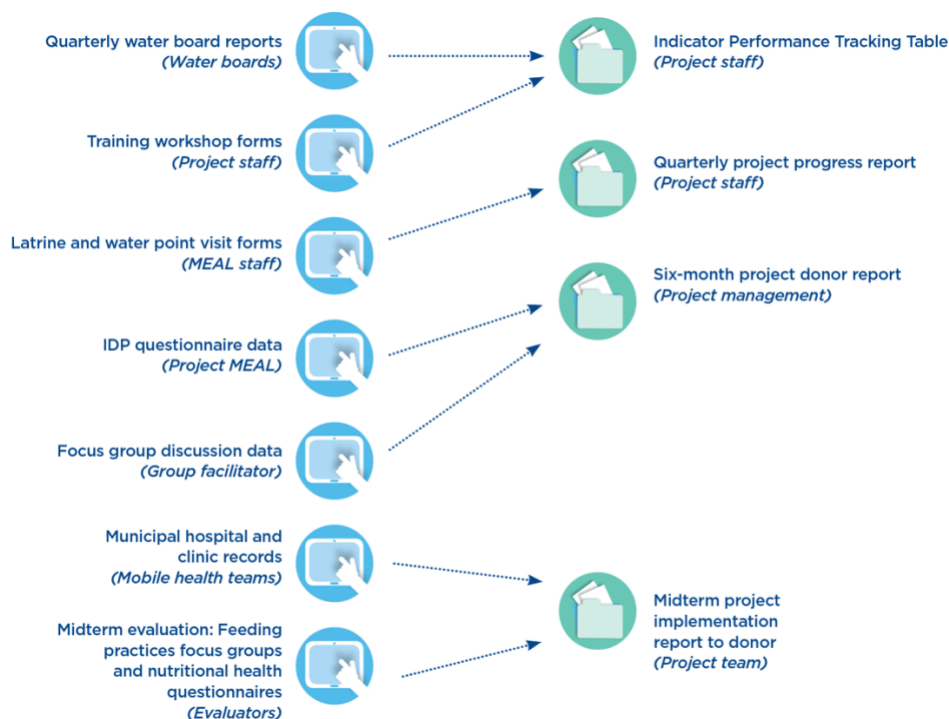 Quarterly water board reports
(Water boards)
Training workshop forms
(Project staff)
Latrine and water point visit forms
(MEAL staff)
IDP questionnaire data
(Project MEAL)
Focus group discussion data
(Group facilitator)
Municipal hospital and
clinic records
(Mobile health teams)
Midterm evaluation: Feeding
practices focus groups
and nutritional health
questionnaires
(Evaluators)
Indicator Performance Tracking Table
(Project staff)
Quarterly project progress report
(Project staff)
Six-month project donor report
(Project management)
Midterm project
implementation
report to donor
(Project team)